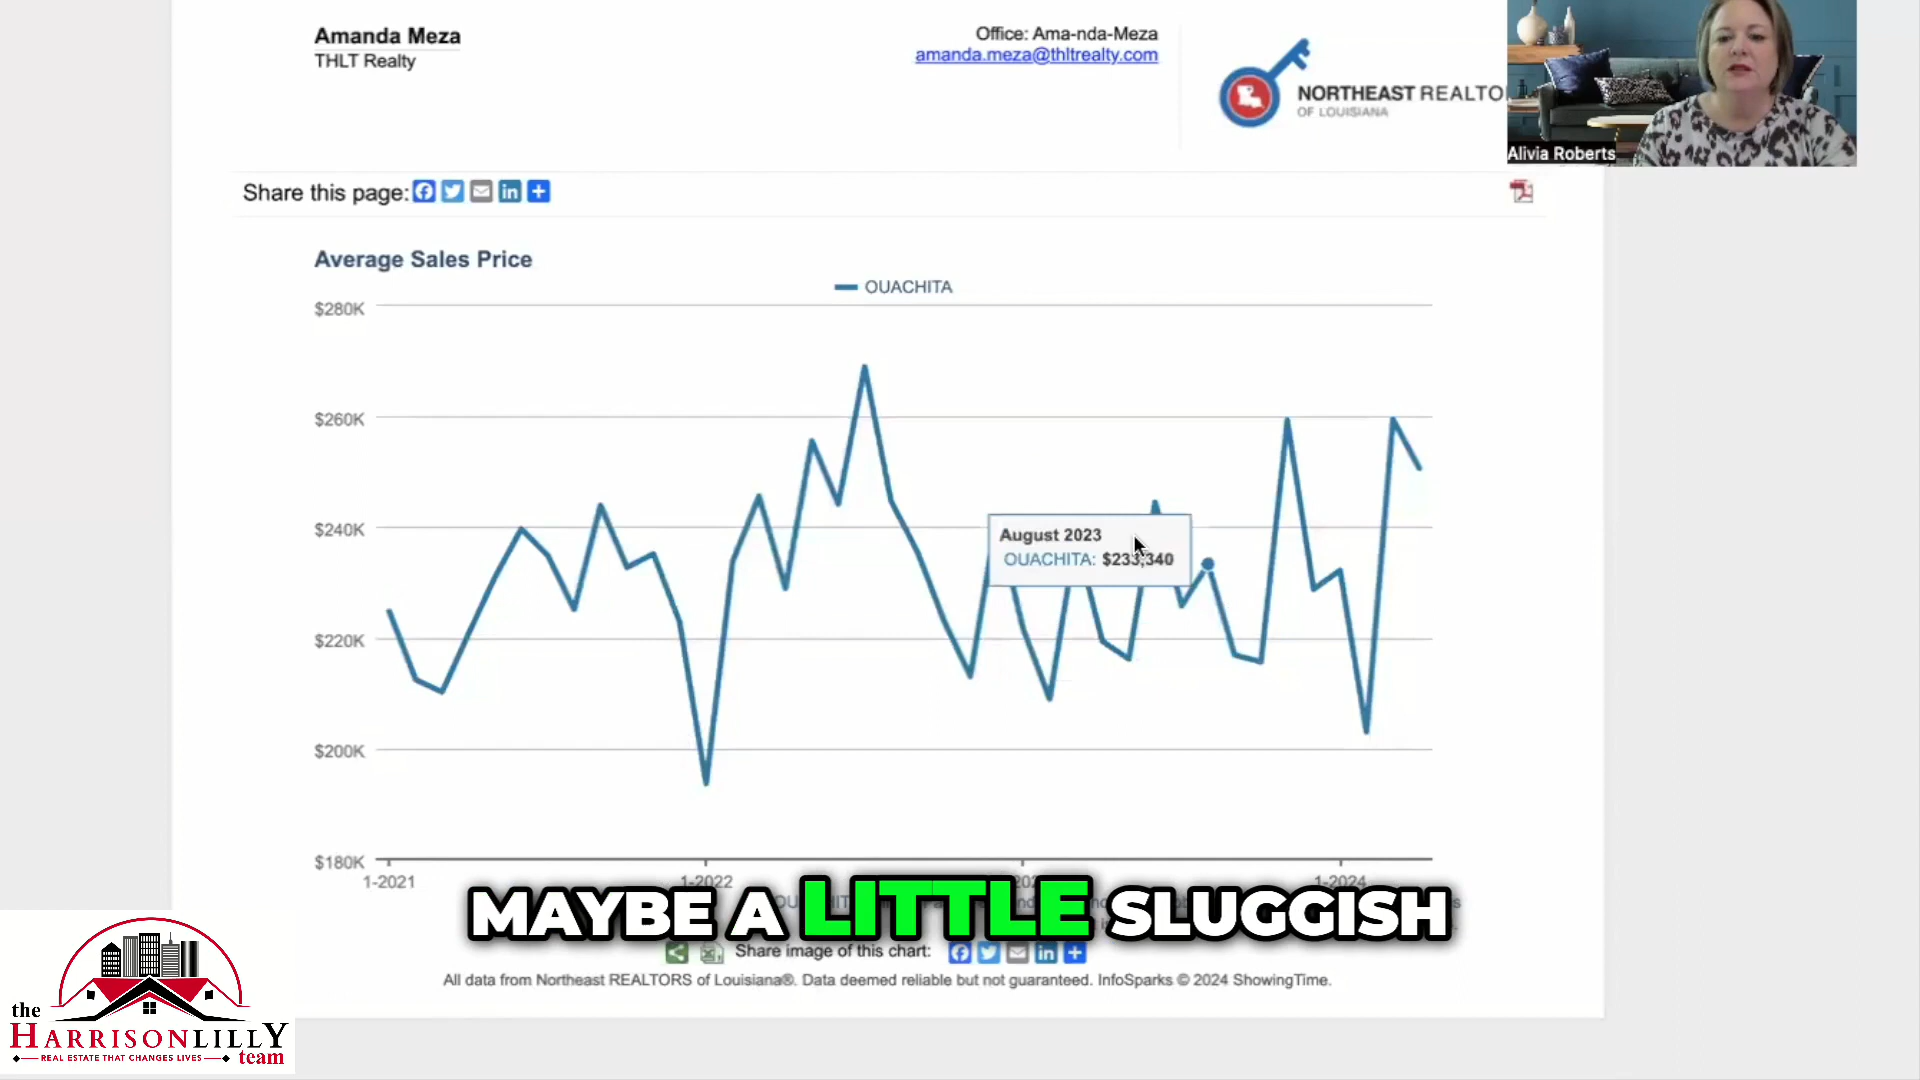 Amanda Meza
THLT Realty
Office: Ama-nda-Meza
amanda.meza@thltrealty.com
NORTHEAST REALTO
OF LOUISIANA
Alivia Roberts
Share this page:
Average Sales Price
OUACHITA
$280K
$260K
$240K
$220K
$200K
$180K
August 2023
OUACHITA: $233,340
1-2021
1-2022
1-2024
MAYBE A LITTLE SLUGGISH
Share image of this chart:
All data from Northeast REALTORS of Louisiana®. Data deemed reliable but not guaranteed. InfoSparks © 2024 ShowingTime.
the
HARRISONLILLY
REAL ESTATE THAT CHANGES LIVES
team